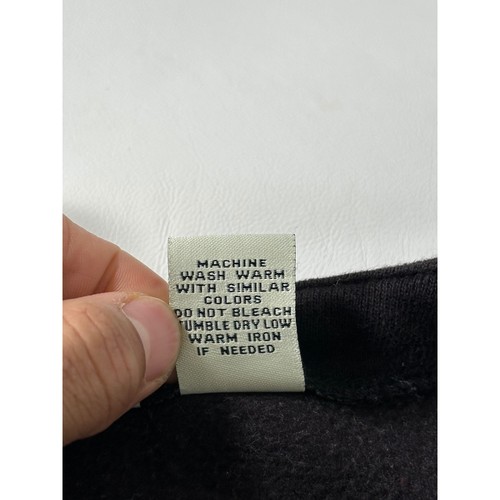 MACHINE
WASH WARM
WITH SIMILAR
COLORS
DO NOT BLEACH
TUMBLE DRY LOW
WARM IRON
IF NEEDED